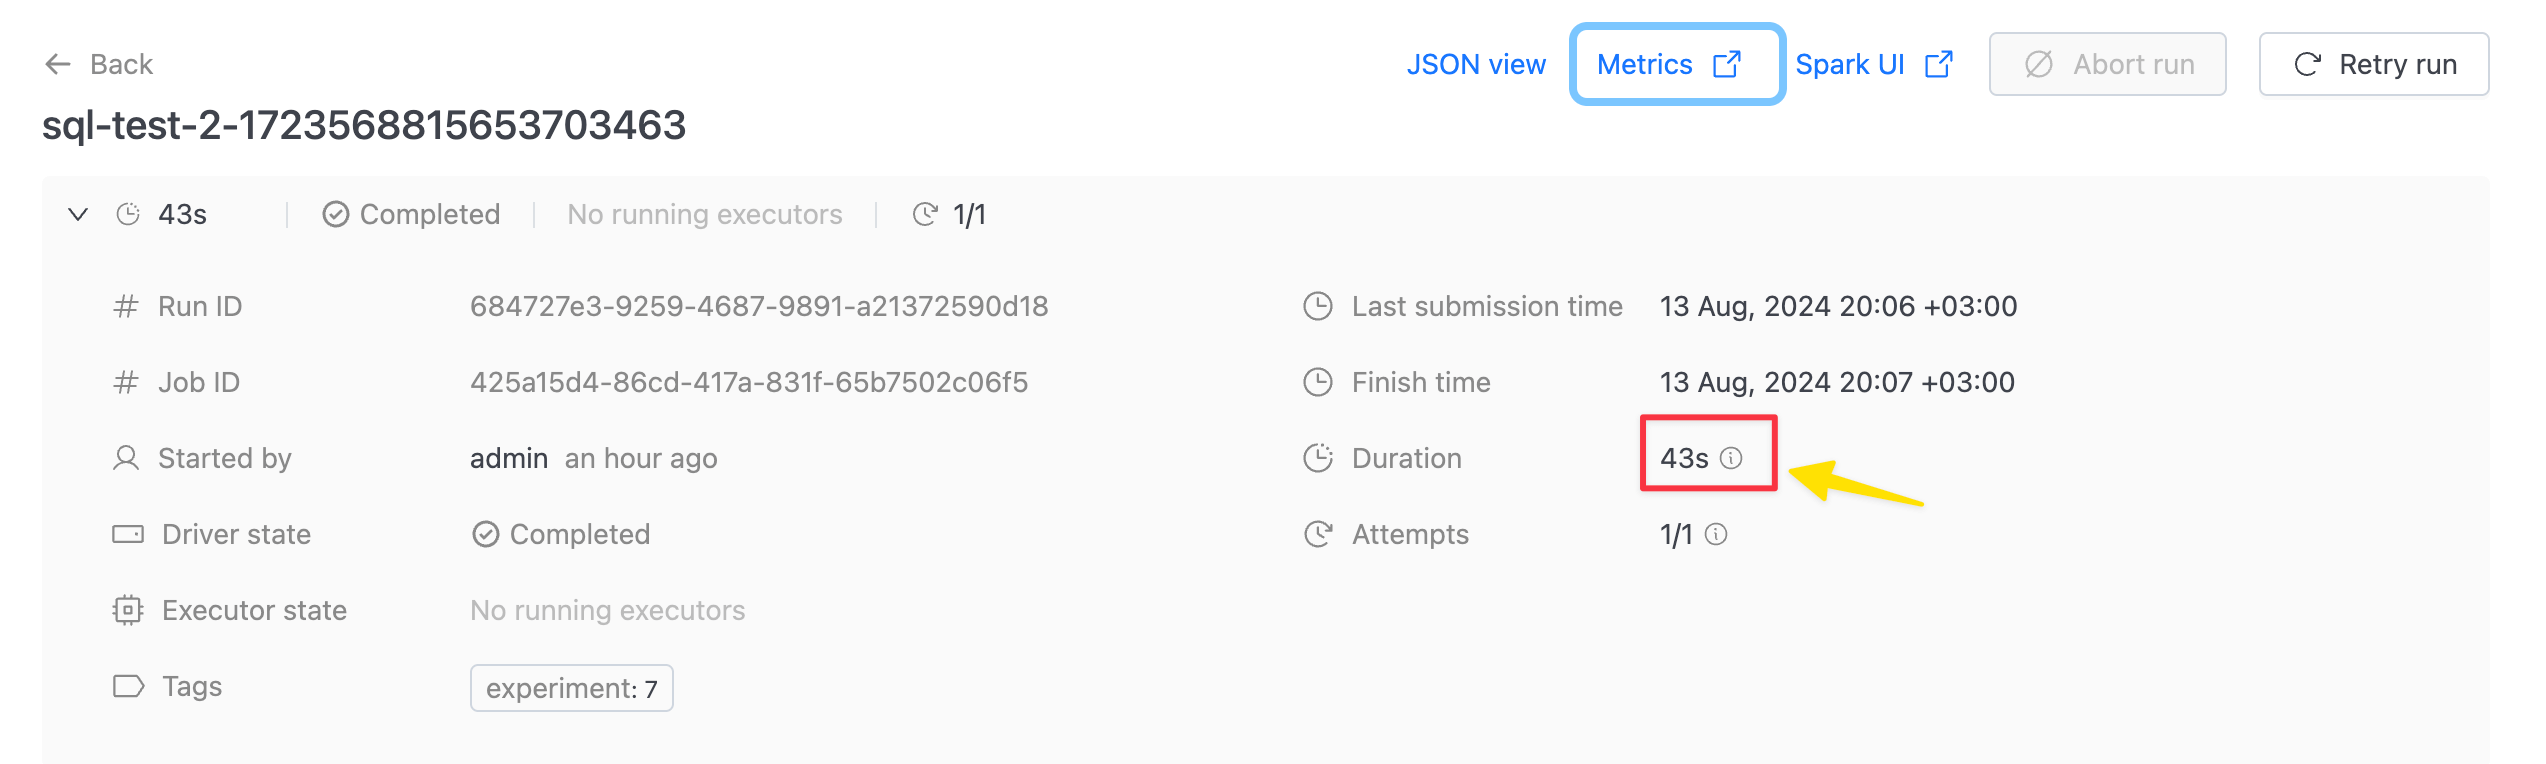 Back
JSON view
Metrics
Spark UI
Abort run
Retry run
sql-test-2-1723568815653703463
43s
Completed
No running executors
1/1
Run ID 684727e3-9259-4687-9891-a21372590d18
Last submission time 13 Aug, 2024 20:06 +03:00
Job ID 425a15d4-86cd-417a-831f-65b7502c06f5
Finish time 13 Aug, 2024 20:07 +03:00
Started by admin an hour ago
Duration 43s
Driver state Completed
Attempts 1/1
Executor state No running executors
Tags experiment: 7